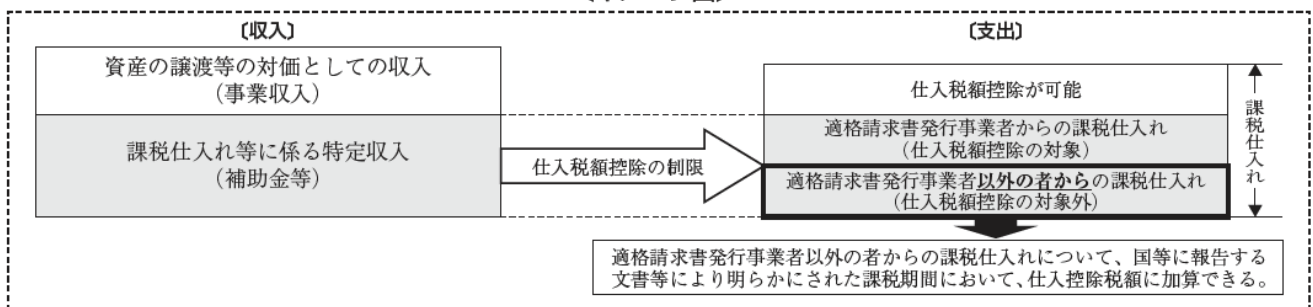 〔収入〕
資産の譲渡等の対価としての収入
（事業収入）
課税仕入れ等に係る特定収入
（補助金等）
仕入税額控除の制限
〔支出〕
仕入税額控除が可能
適格請求書発行事業者からの課税仕入れ
（仕入税額控除の対象）
適格請求書発行事業者以外の者からの課税仕入れ
（仕入税額控除の対象外）
課税仕入れ
適格請求書発行事業者以外の者からの課税仕入れについて、国等に報告する
文書等により明らかにされた課税期間において、仕入控除税額に加算できる。